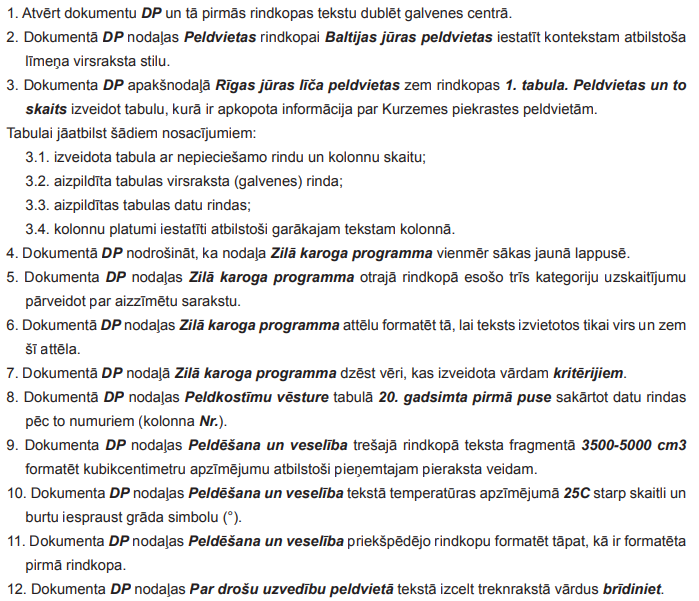 1. Atvērt dokumentu DP un tā pirmās rindkopas tekstu dublēt galvenes centrā.
2. Dokumentā DP nodaļas Peldvietas rindkopai Baltijas jūras peldvietas iestatīt kontekstam atbilstoša
līmeņa virsraksta stilu.
3. Dokumenta DP apakšnodaļā Rīgas jūras līča peldvietas zem rindkopas 1. tabula. Peldvietas un to
skaits izveidot tabulu, kurā ir apkopota informācija par Kurzemes piekrastes peldvietām.
Tabulai jāatbilst šādiem nosacījumiem:
3.1. izveidota tabula ar nepieciešamo rindu un kolonnu skaitu;
3.2. aizpildīta tabulas virsraksta (galvenes) rinda;
3.3. aizpildītas tabulas datu rindas;
3.4. kolonnu platumi iestatīti atbilstoši garākajam tekstam kolonnā.
4. Dokumentā DP nodrošināt, ka nodaļa Zilā karoga programma vienmēr sākas jaunā lappusē.
5. Dokumenta DP nodaļas Zilā karoga programma otrajā rindkopā esošo trīs kategoriju uzskaitījumu
pārveidot par aizzīmētu sarakstu.
6. Dokumentā DP nodaļas Zilā karoga programma attēlu formatēt tā, lai teksts izvietotos tikai virs un zem
šī attēla.
7. Dokumentā DP nodaļā Zilā karoga programma dzēst vēri, kas izveidota vārdam kritērijiem.
8. Dokumentā DP nodaļas Peldkostīmu vēsture tabulā 20. gadsimta pirmā puse sakārtot datu rindas
pēc to numuriem (kolonna Nr.).
9. Dokumenta DP nodaļas Peldēšana un veselība trešajā rindkopā teksta fragmentā 3500-5000 cm3
formatēt kubikcentimetru apzīmējumu atbilstoši pieņemtajam pieraksta veidam.
10. Dokumenta DP nodaļas Peldēšana un veselība tekstā temperatūras apzīmējumā 25C starp skaitli un
burtu iespraust grāda simbolu (°).
11. Dokumenta DP nodaļas Peldēšana un veselība priekšpēdējo rindkopu formatēt tāpat, kā ir formatēta
pirmā rindkopa.
12. Dokumenta DP nodaļas Par drošu uzvedību peldvietā tekstā izcelt treknrakstā vārdus brīdiniet.